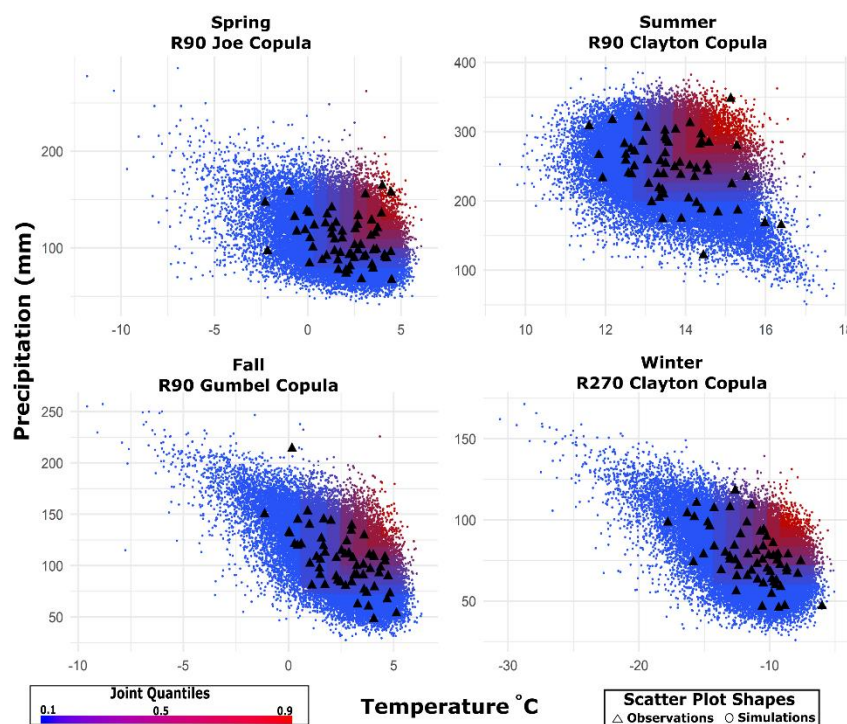 Spring
R90 Joe Copula
Summer
R90 Clayton Copula
Precipitation (mm)
200
100
-10
-5
0
5
400
300
200
100
10
12
14
16
18
Fall
R90 Gumbel Copula
Winter
R270 Clayton Copula
250
200
150
100
50
-10
-5
0
5
150
100
50
-30
-20
-10
Joint Quantiles
0.1 0.5 0.9
Temperature °C
Scatter Plot Shapes
△ Observations ○ Simulations